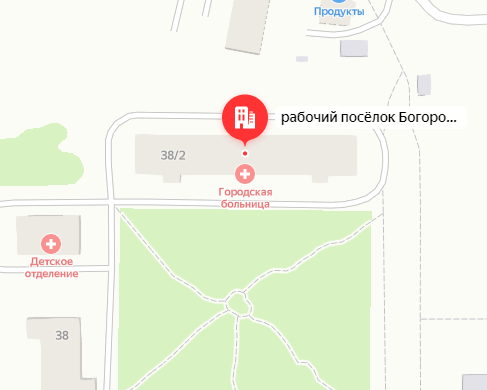 Продукты
рабочий посёлок Богоро...
38/2
Городская
больница
Детское
отделение
38